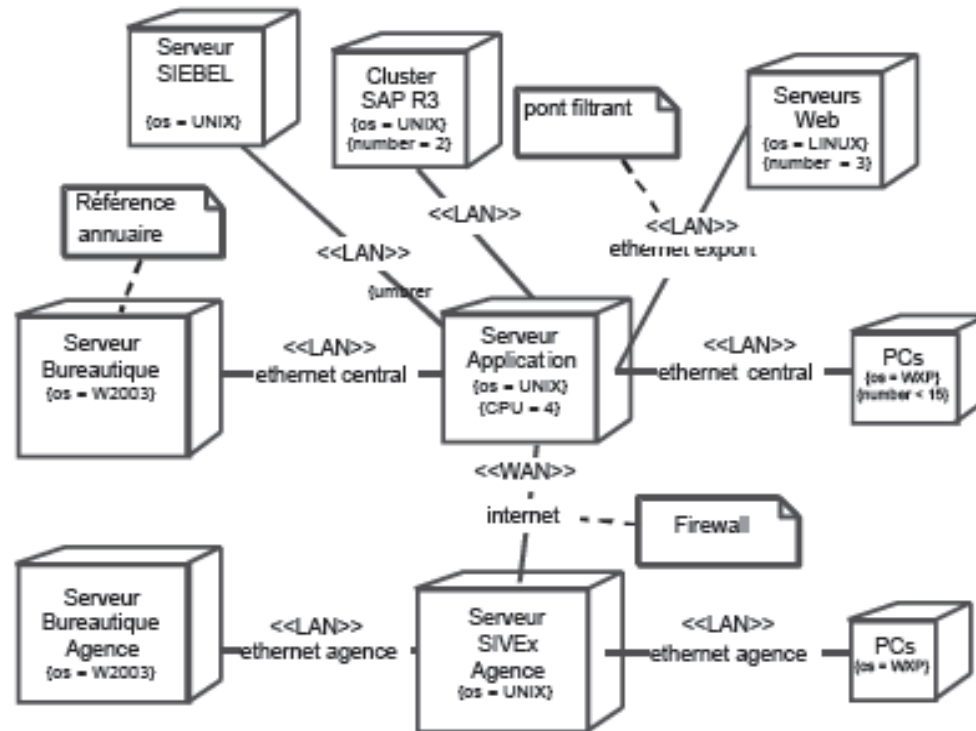 Serveur
SIEBEL
{os = UNIX}
Cluster
SAP R3
{os = UNIX}
{number = 2}
pont filtrant
Serveurs
Web
{os = LINUX}
{number = 3}
Référence
annuaire
<<LAN>>
<<LAN>>
<<LAN>>
ethernet export
{umbrer
Serveur
Bureautique
{os = W2003}
<<LAN>>
ethernet central
Serveur
Application
{os = UNIX}
{CPU = 4}
<<LAN>>
ethernet central
PCs
{os = WXP}
{number < 15}
<<WAN>>
internet
Firewall
Serveur
Bureautique
Agence
{os = W2003}
<<LAN>>
ethernet agence
Serveur
SIVEx
Agence
{os = UNIX}
<<LAN>>
ethernet agence
PCs
{os = WXP}